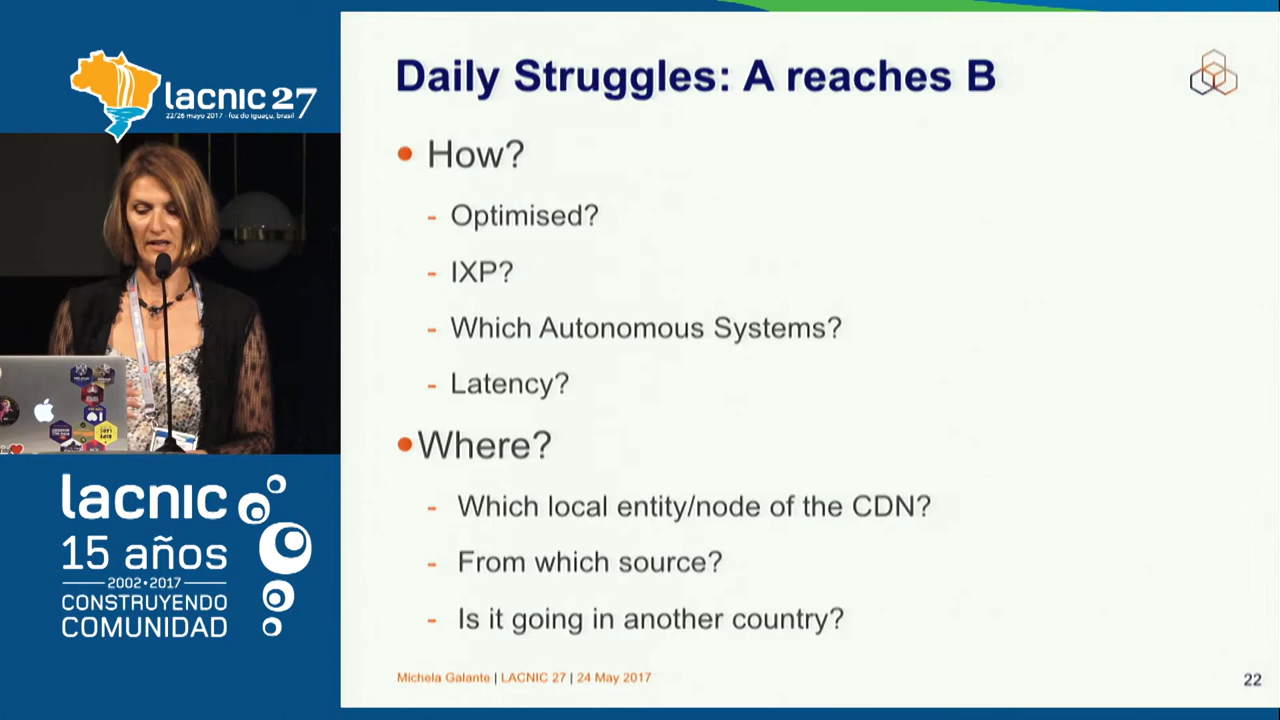 lacnic 27
22/26 mayo 2017 - foz do iguaçu, brasil
lacnic
15 años
2002•2017
CONSTRUYENDO
COMUNIDAD
Daily Struggles: A reaches B
• How?
- Optimised?
- IXP?
- Which Autonomous Systems?
- Latency?
• Where?
- Which local entity/node of the CDN?
- From which source?
- Is it going in another country?
Michela Galante | LACNIC 27 | 24 May 2017
22